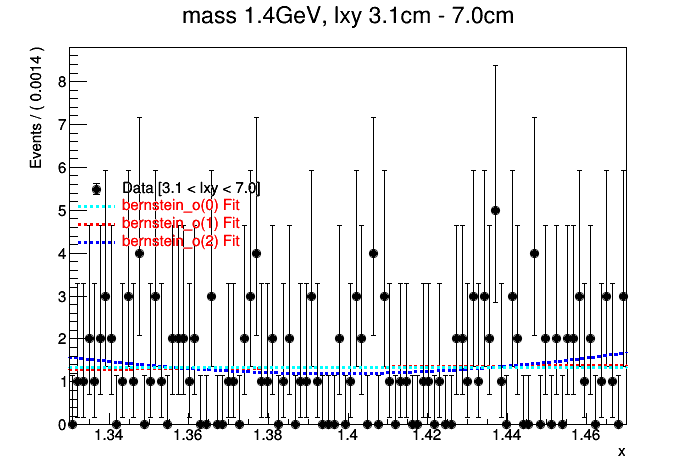 mass 1.4GeV, lxy 3.1cm - 7.0cm
Events / ( 0.0014 )
8
7
6
5
4
3
2
1
0
Data [3.1 < lxy < 7.0]
bernstein_o(0) Fit
bernstein_o(1) Fit
bernstein_o(2) Fit
1.34 1.36 1.38 1.4 1.42 1.44 1.46
x